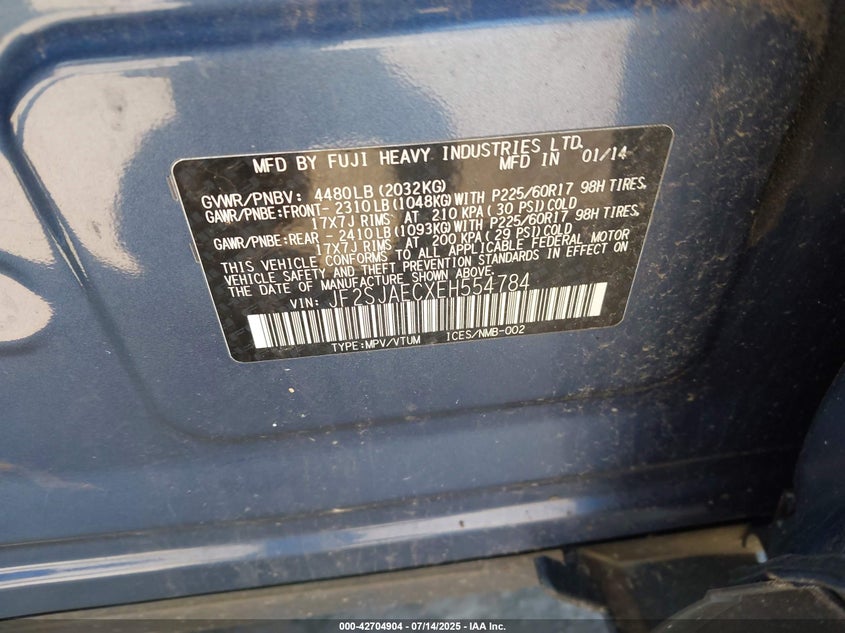 MFD BY FUJI HEAVY INDUSTRIES LTD.
MFD IN 01/14
GVWR/PNBV: 4480LB (2032KG)
GAWR/PNBE:FRONT- 2310LB (1048KG)WITH P225/60R17 98H TIRES,
17X7J RIMS AT 210 KPA (30 PSI)COLD
GAWR/PNBE:REAR - 2410LB (1093KG)WITH P225/60R17 98H TIRES,
17X7J RIMS AT 200 KPA (29 PSI)COLD
THIS VEHICLE CONFORMS TO ALL APPLICABLE FEDERAL MOTOR
VEHICLE SAFETY AND THEFT PREVENTION STANDARDS IN EFFECT ON
THE DATE OF MANUFACTURE SHOWN ABOVE.
VIN: JF2SJAECXEH554784
TYPE:MPV/VTUM ICES/NMB-002
000-42704904 - 07/14/2025 - IAA Inc.